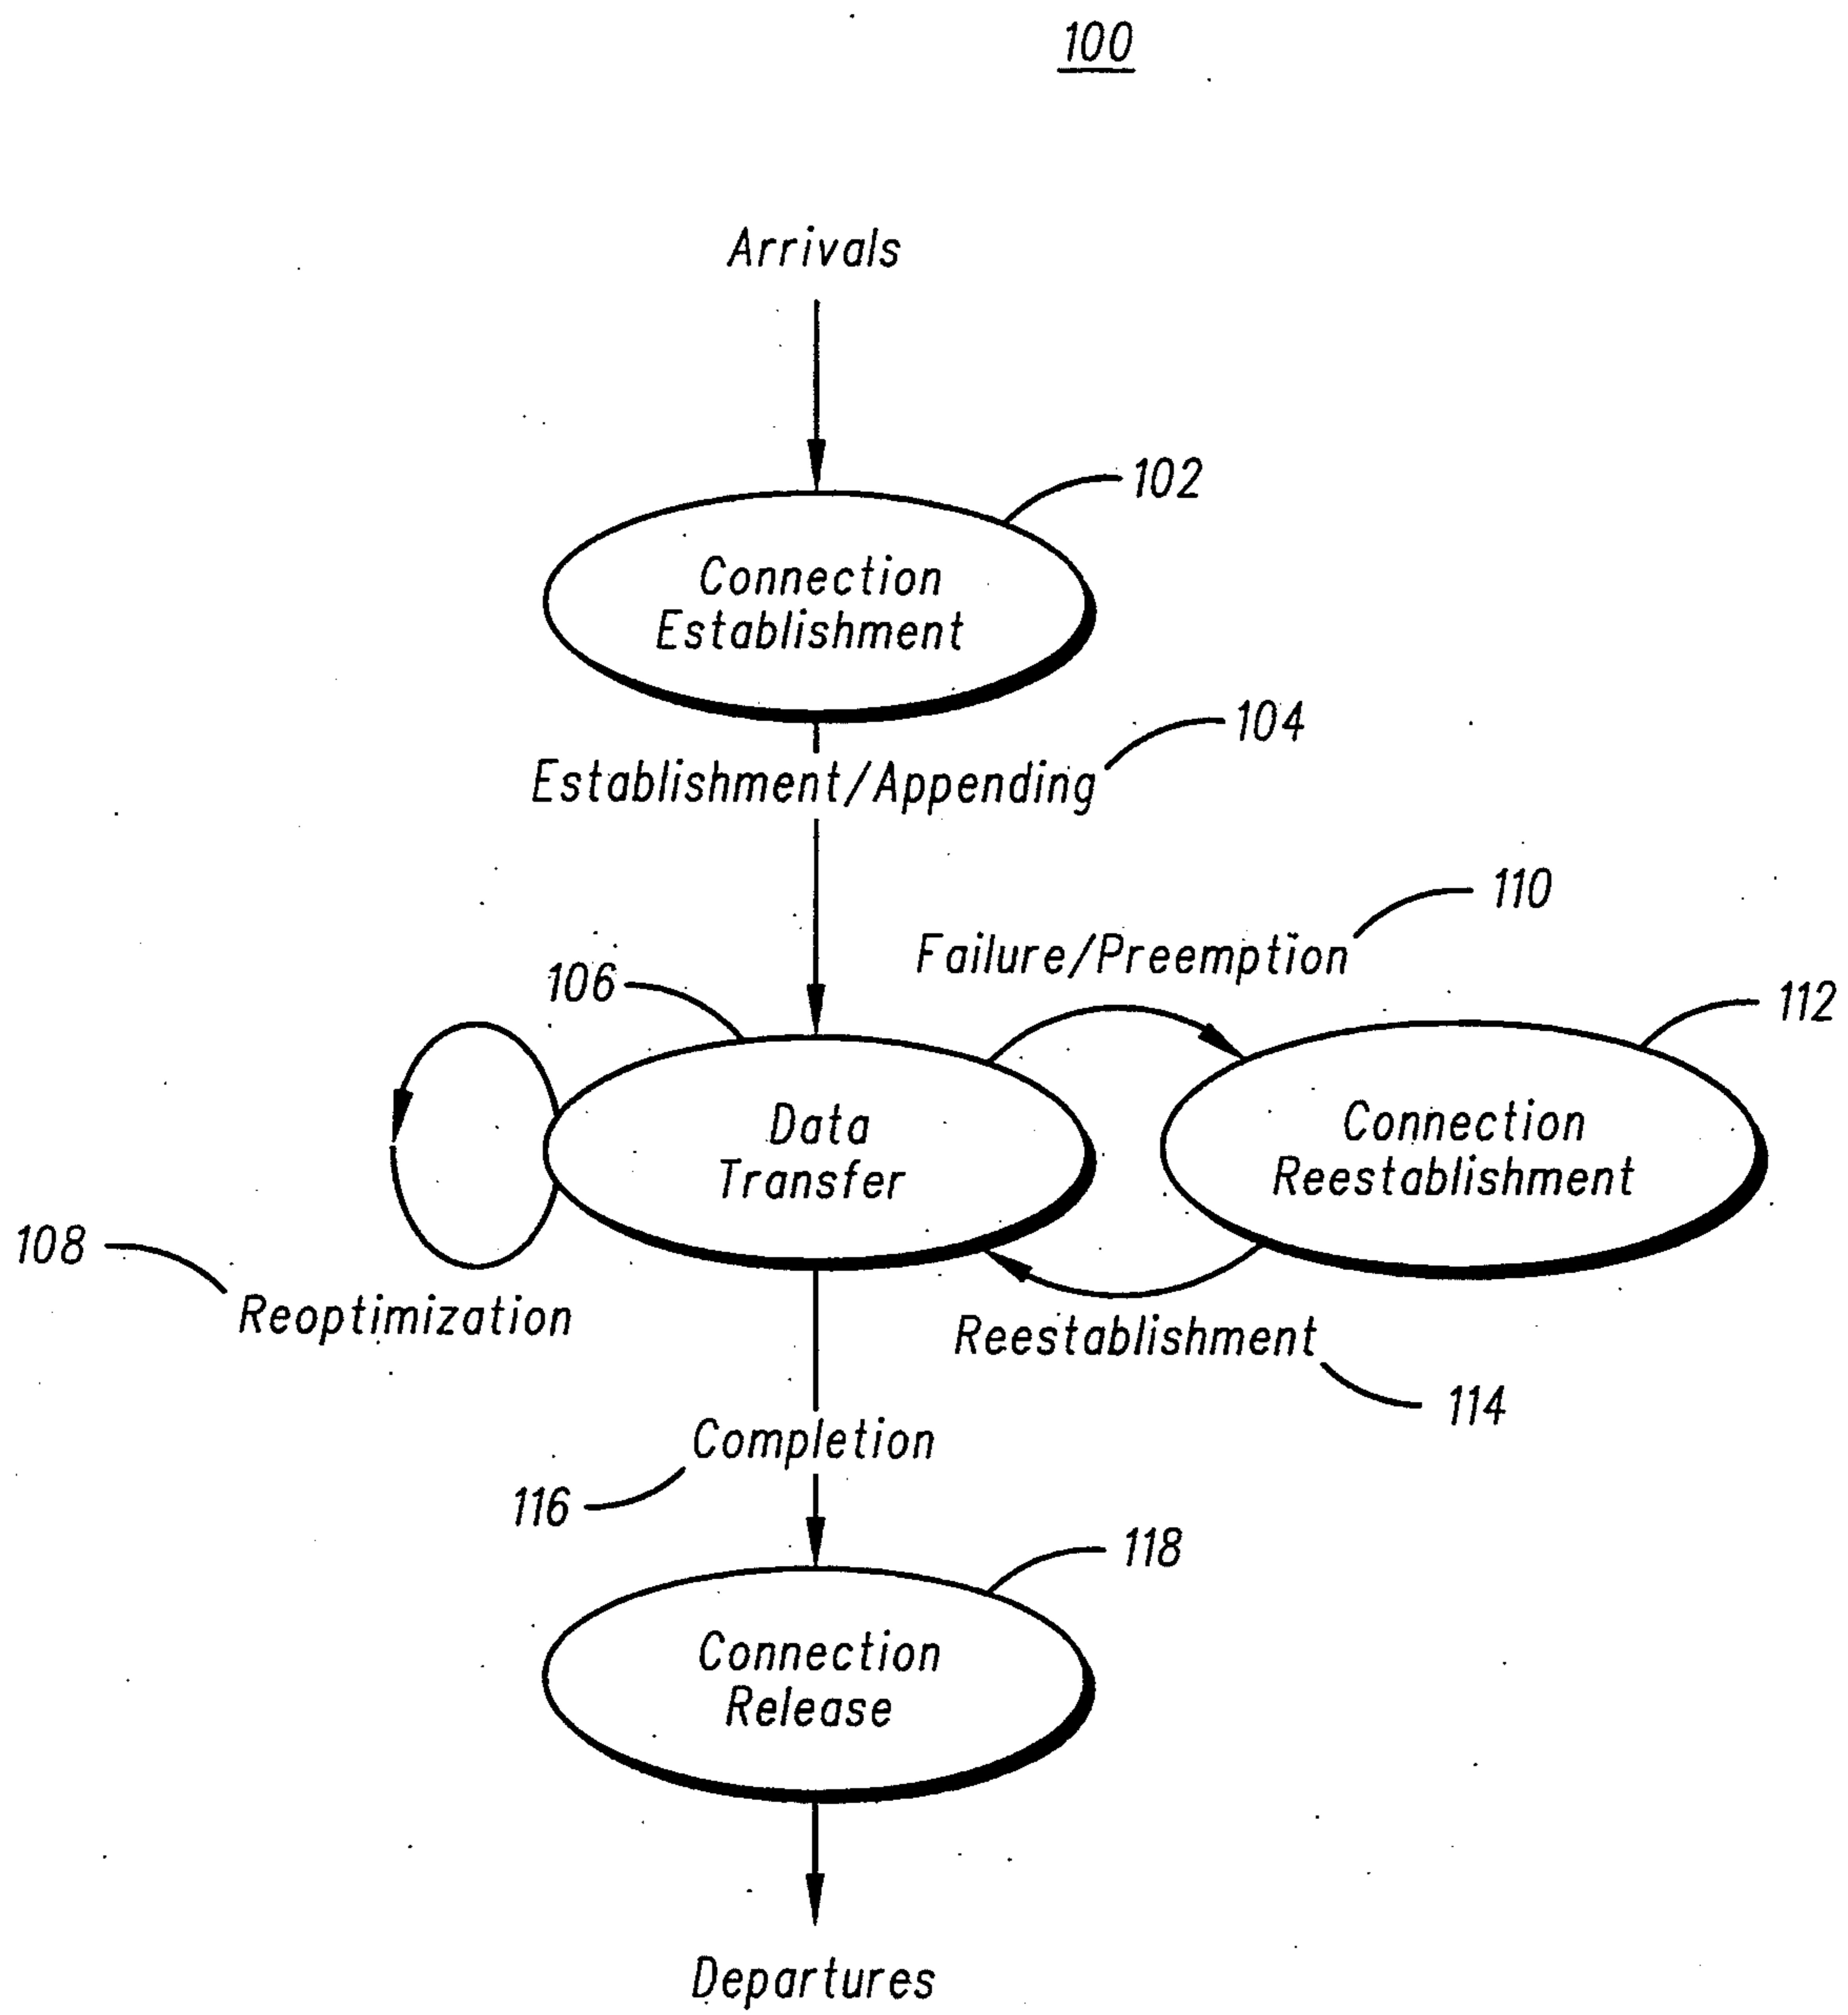 100
Arrivals
102
Connection
Establishment
104
Establishment/Appending
110
Failure/Preemption
106
112
Data
Transfer
Connection
Reestablishment
108
Reoptimization
Reestablishment
114
Completion
116
118
Connection
Release
Departures